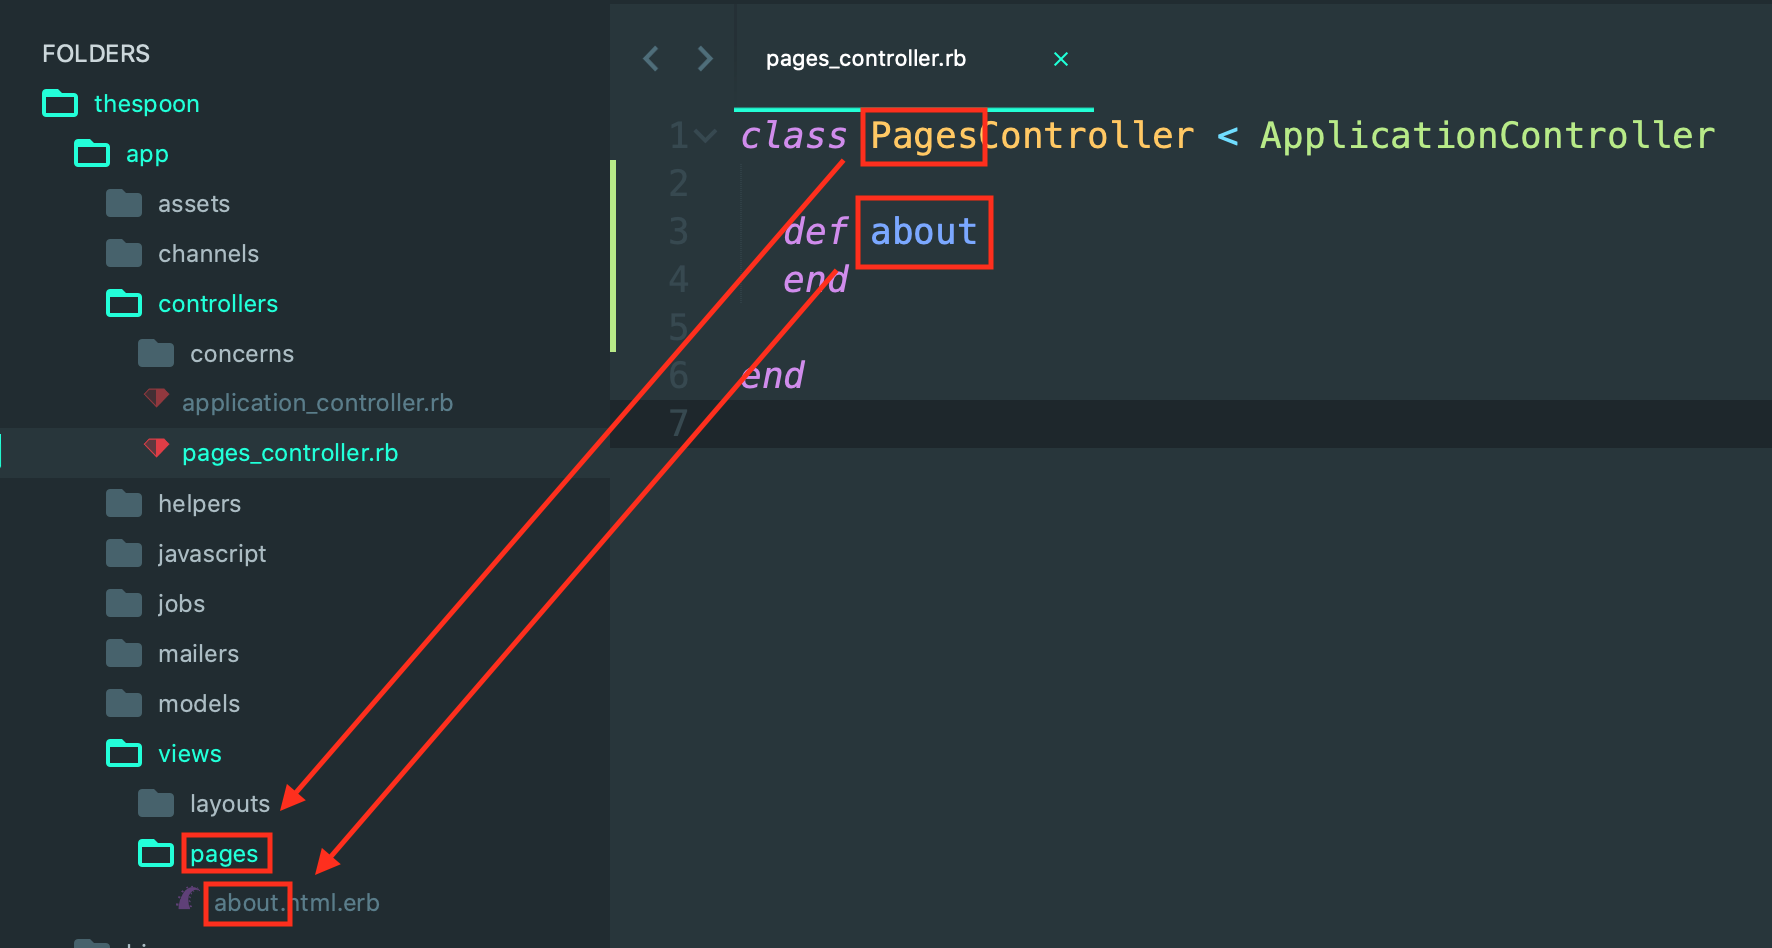 FOLDERS
thespoon
app
assets
channels
controllers
concerns
application_controller.rb
pages_controller.rb
helpers
javascript
jobs
mailers
models
views
layouts
pages
about.html.erb
pages_controller.rb ×
1 class PagesController < ApplicationController
2
3 def about
4 end
5
6 end
7